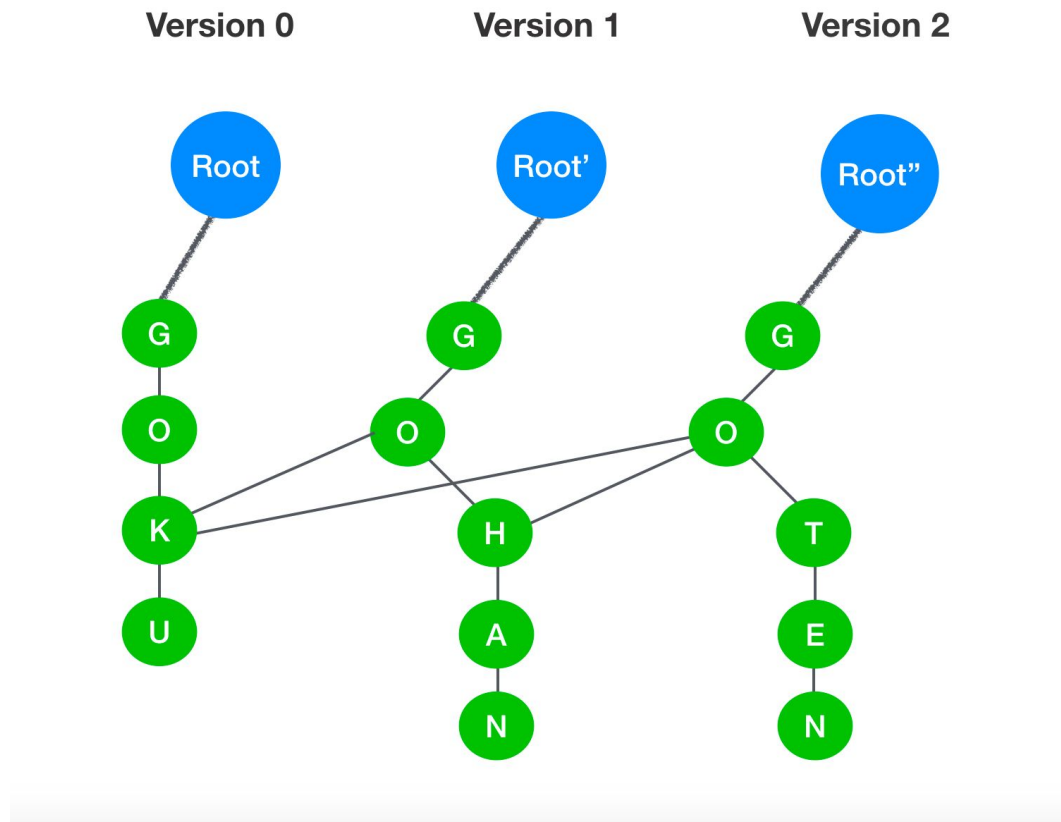 Version 0 Version 1 Version 2
Root Root’ Root”
G G G
O O O
K H T
U A E
N N